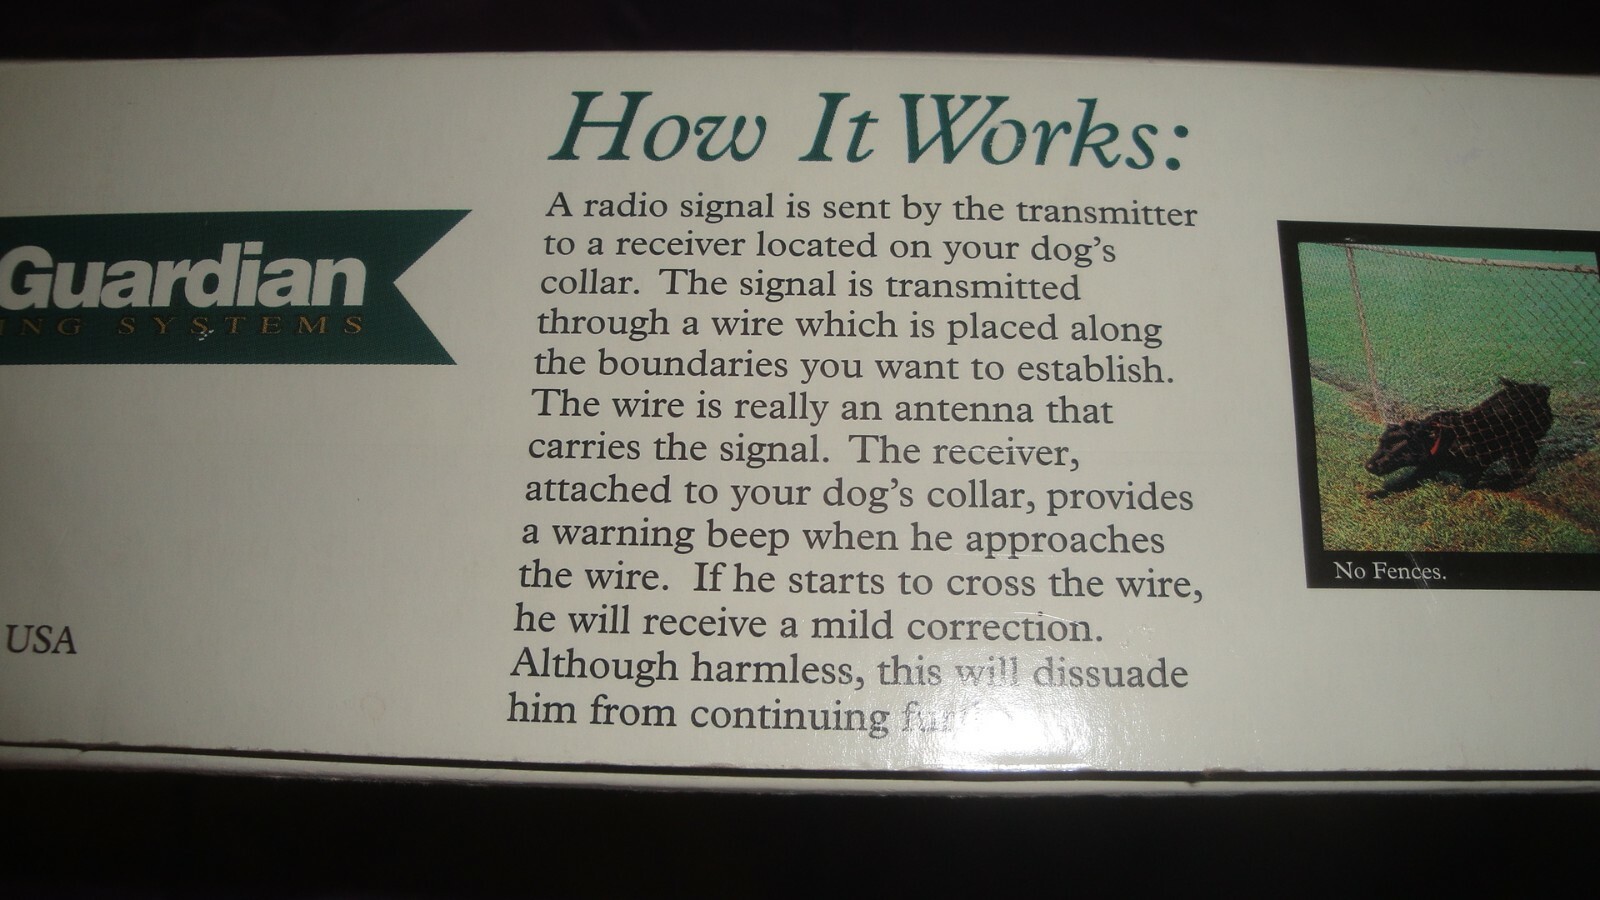 Guardian
ING SYSTEMS
USA
How It Works:
A radio signal is sent by the transmitter
to a receiver located on your dog's
collar. The signal is transmitted
through a wire which is placed along
the boundaries you want to establish.
The wire is really an antenna that
carries the signal. The receiver,
attached to your dog's collar, provides
a warning beep when he approaches
the wire. If he starts to cross the wire,
he will receive a mild correction.
Although harmless, this will dissuade
him from continuing
No Fences.